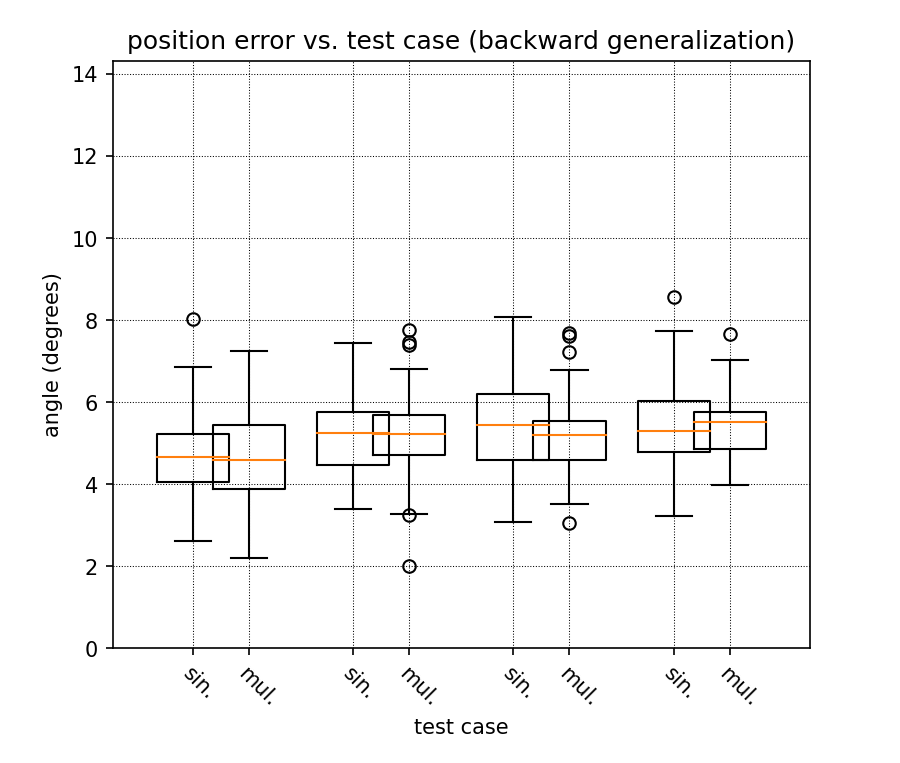 position error vs. test case (backward generalization)
14
12
10
8
6
4
2
0
angle (degrees)
sin.
mul.
sin.
mul.
sin.
mul.
sin.
mul.
test case